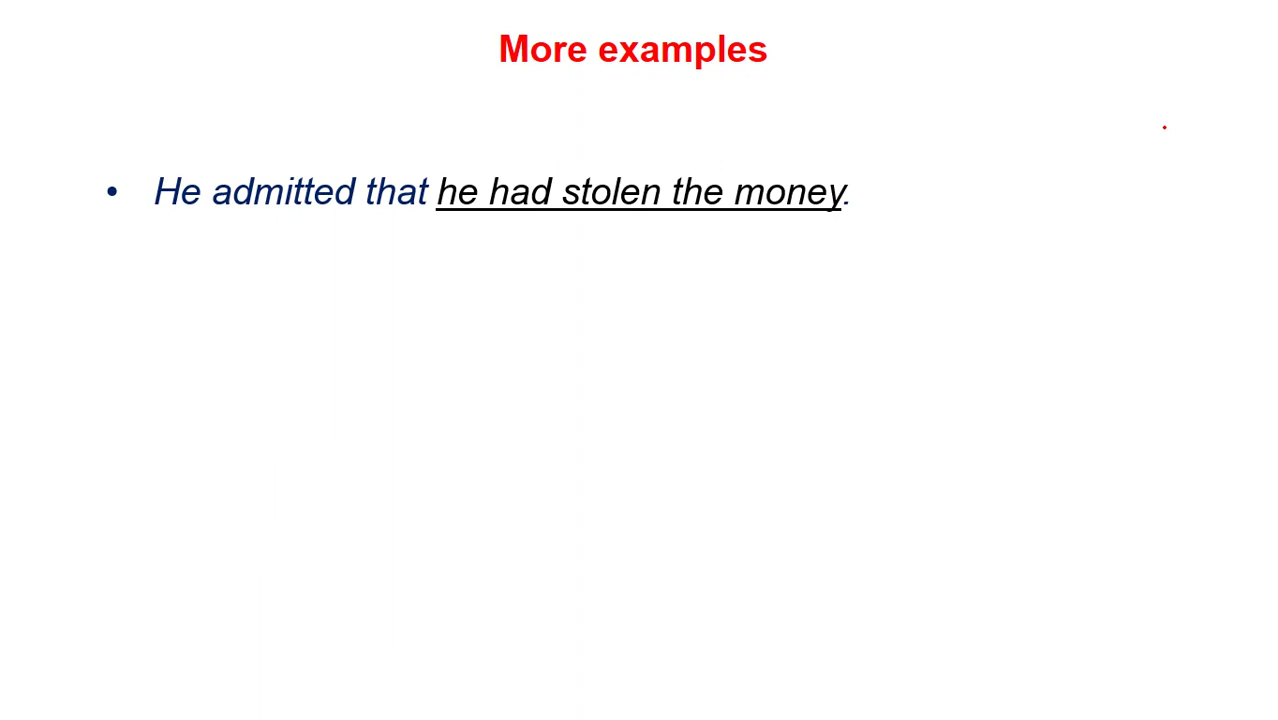 More examples
• He admitted that he had stolen the money.